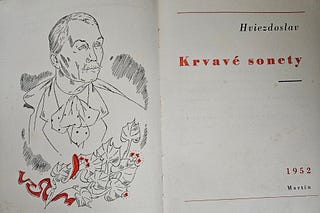 Hviezdoslav
Krvavé sonety
1952
Martin